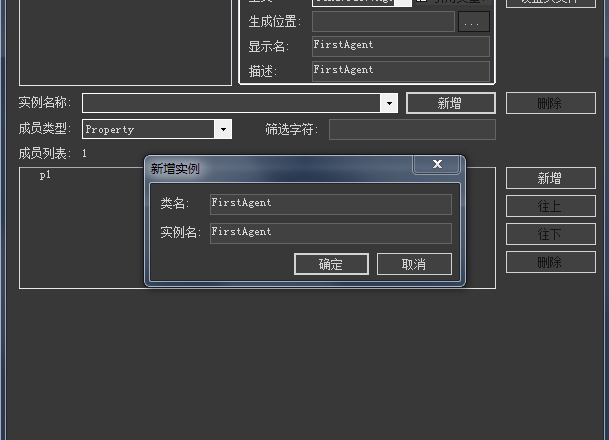 生成位置: ...
显示名: FirstAgent
描述: FirstAgent
实例名称: 新增 删除
成员类型: Property 筛选字符:
成员列表: 1
p1
新增
往上
往下
删除
新增实例
类名: FirstAgent
实例名: FirstAgent
确定 取消